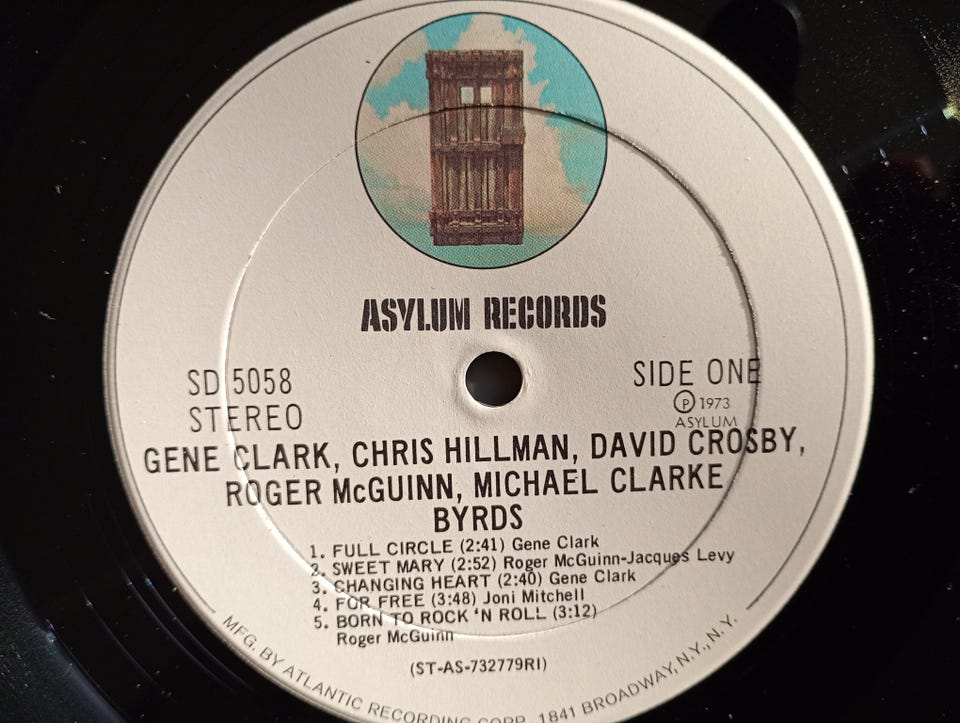 ASYLUM RECORDS
SD 5058
STEREO
SIDE ONE
Ⓟ 1973
ASYLUM
GENE CLARK, CHRIS HILLMAN, DAVID CROSBY,
ROGER McGUINN, MICHAEL CLARKE
BYRDS
1. FULL CIRCLE (2:41) Gene Clark
2. SWEET MARY (2:52) Roger McGuinn-Jacques Levy
3. CHANGING HEART (2:40) Gene Clark
4. FOR FREE (3:48) Joni Mitchell
5. BORN TO ROCK 'N ROLL (3:12)
Roger McGuinn
(ST-AS-732779RI)
MFG. BY ATLANTIC RECORDING CORP., 1841 BROADWAY, N.Y., N.Y.